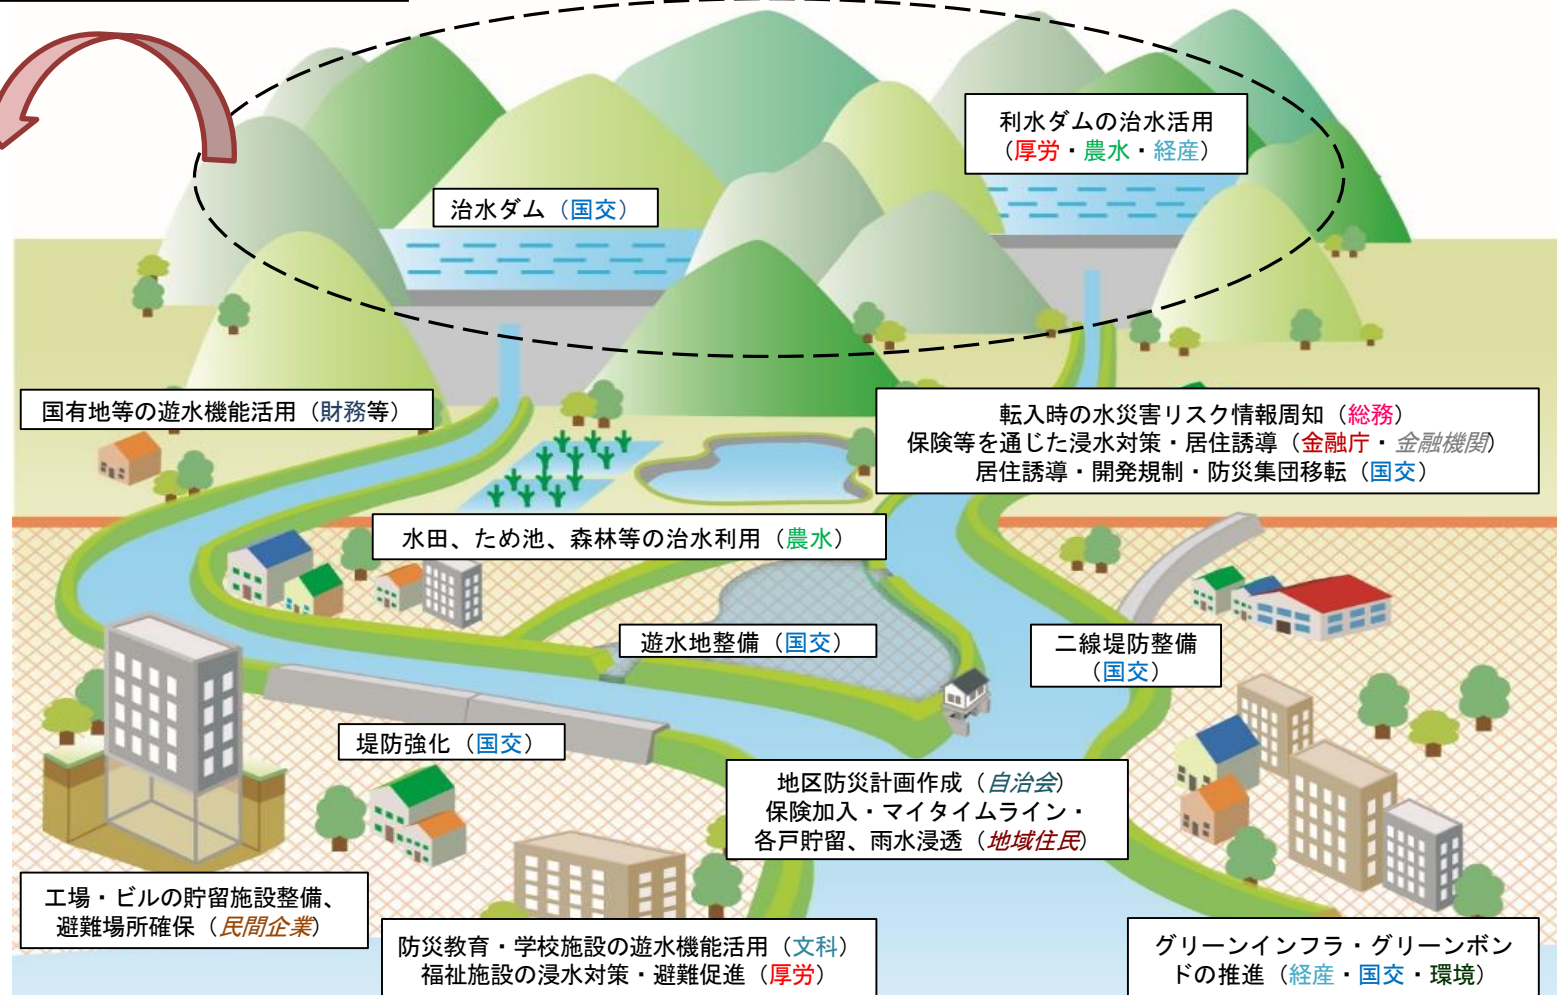 利水ダムの治水活用
（厚労・農水・経産）
治水ダム（国交）
国有地等の遊水機能活用（財務等）
転入時の水災害リスク情報周知（総務）
保険等を通じた浸水対策・居住誘導（金融庁・金融機関）
居住誘導・開発規制・防災集団移転（国交）
水田、ため池、森林等の治水利用（農水）
遊水地整備（国交）
二線堤防整備
（国交）
堤防強化（国交）
地区防災計画作成（自治会）
保険加入・マイタイムライン・
各戸貯留、雨水浸透（地域住民）
工場・ビルの貯留施設整備、
避難場所確保（民間企業）
防災教育・学校施設の遊水機能活用（文科）
福祉施設の浸水対策・避難促進（厚労）
グリーンインフラ・グリーンボン
ドの推進（経産・国交・環境）